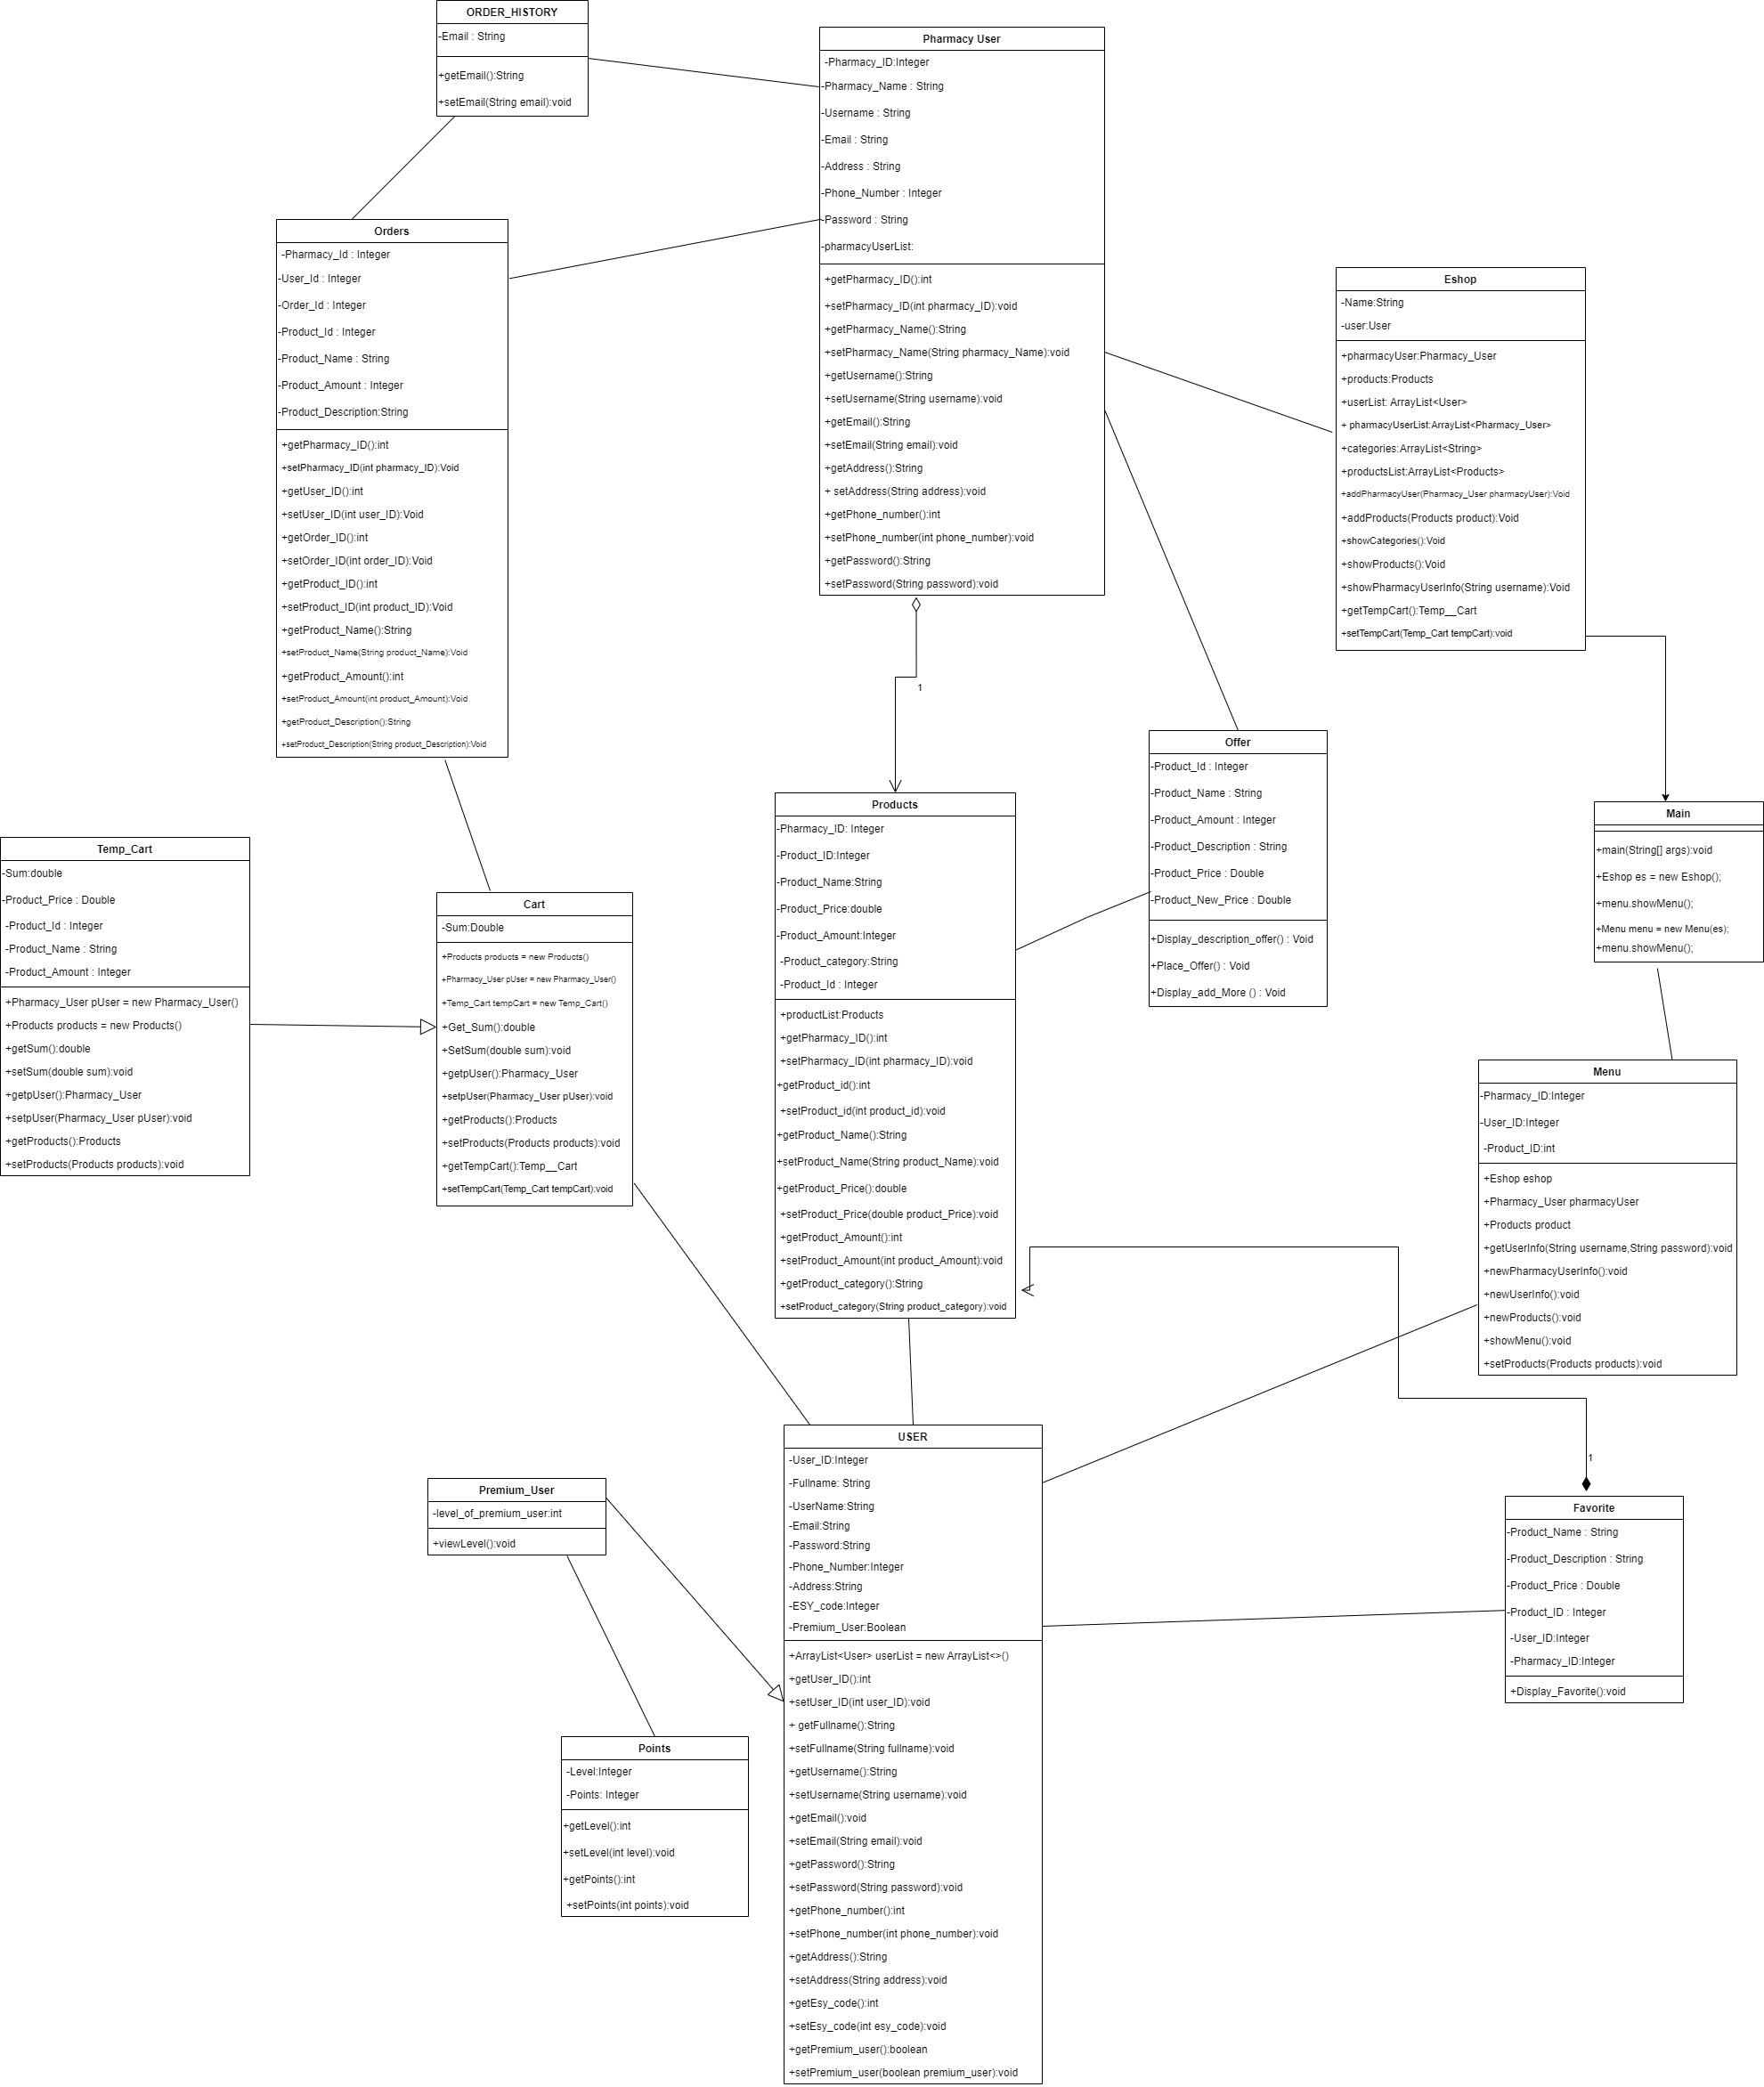 ORDER_HISTORY
-Email : String
+getEmail():String
+setEmail(String email):void
Pharmacy User
-Pharmacy_ID:Integer
-Pharmacy_Name : String
-Username : String
-Email : String
-Address : String
-Phone_Number : Integer
-Password : String
-pharmacyUserList:
+getPharmacy_ID():int
+setPharmacy_ID(int pharmacy_ID):void
+getPharmacy_Name():String
+setPharmacy_Name(String pharmacy_Name):void
+getUsername():String
+setUsername(String username):void
+getEmail():String
+setEmail(String email):void
+getAddress():String
+ setAddress(String address):void
+getPhone_number():int
+setPhone_number(int phone_number):void
+getPassword():String
+setPassword(String password):void
1
Orders
-Pharmacy_Id : Integer
-User_Id : Integer
-Order_Id : Integer
-Product_Id : Integer
-Product_Name : String
-Product_Amount : Integer
-Product_Description:String
+getPharmacy_ID():int
+setPharmacy_ID(int pharmacy_ID):Void
+getUser_ID():int
+setUser_ID(int user_ID):Void
+getOrder_ID():int
+setOrder_ID(int order_ID):Void
+getProduct_ID():int
+setProduct_ID(int product_ID):Void
+getProduct_Name():String
+setProduct_Name(String product_Name):Void
+getProduct_Amount():int
+setProduct_Amount(int product_Amount):Void
+getProduct_Description():String
+setProduct_Description(String product_Description):Void
Eshop
-Name:String
-user:User
+pharmacyUser:Pharmacy_User
+products:Products
+userList: ArrayList<User>
+ pharmacyUserList:ArrayList<Pharmacy_User>
+categories:ArrayList<String>
+productsList:ArrayList<Products>
+addPharmacyUser(Pharmacy_User pharmacyUser):Void
+addProducts(Products product):Void
+showCategories():Void
+showProducts():Void
+showPharmacyUserInfo(String username):Void
+getTempCart():Temp__Cart
+setTempCart(Temp_Cart tempCart):void
Offer
-Product_Id : Integer
-Product_Name : String
-Product_Amount : Integer
-Product_Description : String
-Product_Price : Double
-Product_New_Price : Double
+Display_description_offer() : Void
+Place_Offer() : Void
+Display_add_More () : Void
Products
-Pharmacy_ID: Integer
-Product_ID:Integer
-Product_Name:String
-Product_Price:double
-Product_Amount:Integer
-Product_category:String
-Product_Id : Integer
+productList:Products
+getPharmacy_ID():int
+setPharmacy_ID(int pharmacy_ID):void
+getProduct_id():int
+setProduct_id(int product_id):void
+getProduct_Name():String
+setProduct_Name(String product_Name):void
+getProduct_Price():double
+setProduct_Price(double product_Price):void
+getProduct_Amount():int
+setProduct_Amount(int product_Amount):void
+getProduct_category():String
+setProduct_category(String product_category):void
Main
+main(String[] args):void
+Eshop es = new Eshop();
+menu.showMenu();
+Menu menu = new Menu(es);
+menu.showMenu();
Temp_Cart
-Sum:double
-Product_Price : Double
-Product_Id : Integer
-Product_Name : String
-Product_Amount : Integer
+Pharmacy_User pUser = new Pharmacy_User()
+Products products = new Products()
+getSum():double
+setSum(double sum):void
+getpUser():Pharmacy_User
+setpUser(Pharmacy_User pUser):void
+getProducts():Products
+setProducts(Products products):void
Cart
-Sum:Double
+Products products = new Products()
+Pharmacy_User pUser = new Pharmacy_User()
+Temp_Cart tempCart = new Temp_Cart()
+Get_Sum():double
+SetSum(double sum):void
+getpUser():Pharmacy_User
+setpUser(Pharmacy_User pUser):void
+getProducts():Products
+setProducts(Products products):void
+getTempCart():Temp__Cart
+setTempCart(Temp_Cart tempCart):void
Menu
-Pharmacy_ID:Integer
-User_ID:Integer
-Product_ID:int
+Eshop eshop
+Pharmacy_User pharmacyUser
+Products product
+getUserInfo(String username,String password):void
+newPharmacyUserInfo():void
+newUserInfo():void
+newProducts():void
+showMenu():void
+setProducts(Products products):void
USER
-User_ID:Integer
-Fullname: String
-UserName:String
-Email:String
-Password:String
-Phone_Number:Integer
-Address:String
-ESY_code:Integer
-Premium_User:Boolean
+ArrayList<User> userList = new ArrayList<>()
+getUser_ID():int
+setUser_ID(int user_ID):void
+ getFullname():String
+setFullname(String fullname):void
+getUsername():String
+setUsername(String username):void
+getEmail():void
+setEmail(String email):void
+getPassword():String
+setPassword(String password):void
+getPhone_number():int
+setPhone_number(int phone_number):void
+getAddress():String
+setAddress(String address):void
+getEsy_code():int
+setEsy_code(int esy_code):void
+getPremium_user():boolean
+setPremium_user(boolean premium_user):void
1
Favorite
-Product_Name : String
-Product_Description : String
-Product_Price : Double
-Product_ID : Integer
-User_ID:Integer
-Pharmacy_ID:Integer
+Display_Favorite():void
Premium_User
-level_of_premium_user:int
+viewLevel():void
Points
-Level:Integer
-Points: Integer
+getLevel():int
+setLevel(int level):void
+getPoints():int
+setPoints(int points):void